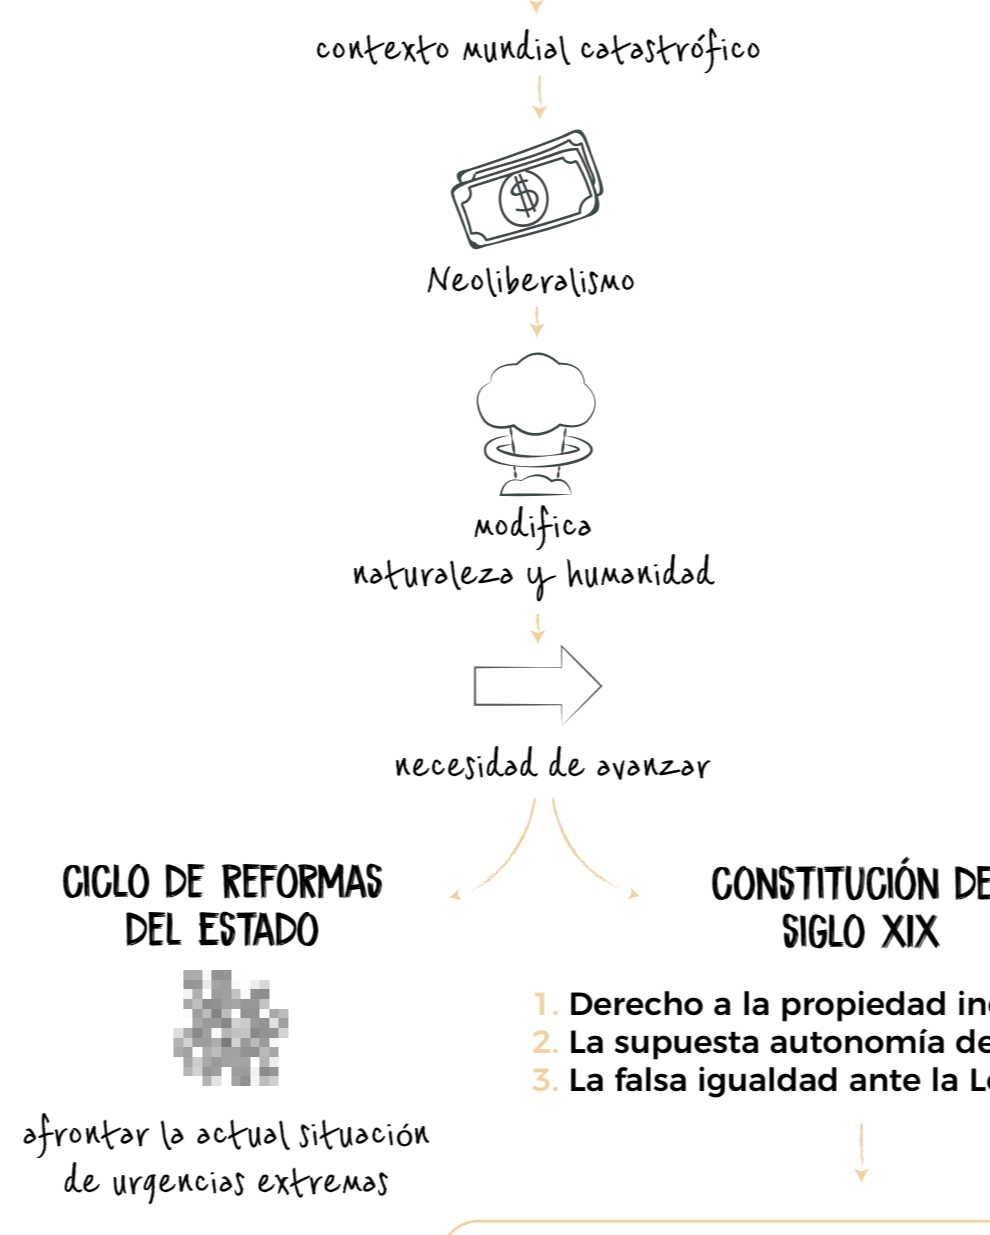 contexto mundial catastrófico
$
Neoliberalismo
modifica
naturaleza y humanidad
necesidad de avanzar
CICLO DE REFORMAS
DEL ESTADO
afrontar la actual situación
de urgencias extremas
CONSTITUCIÓN DE
SIGLO XIX
1. Derecho a la propiedad
2. La supuesta autonomía de
3. La falsa igualdad ante la